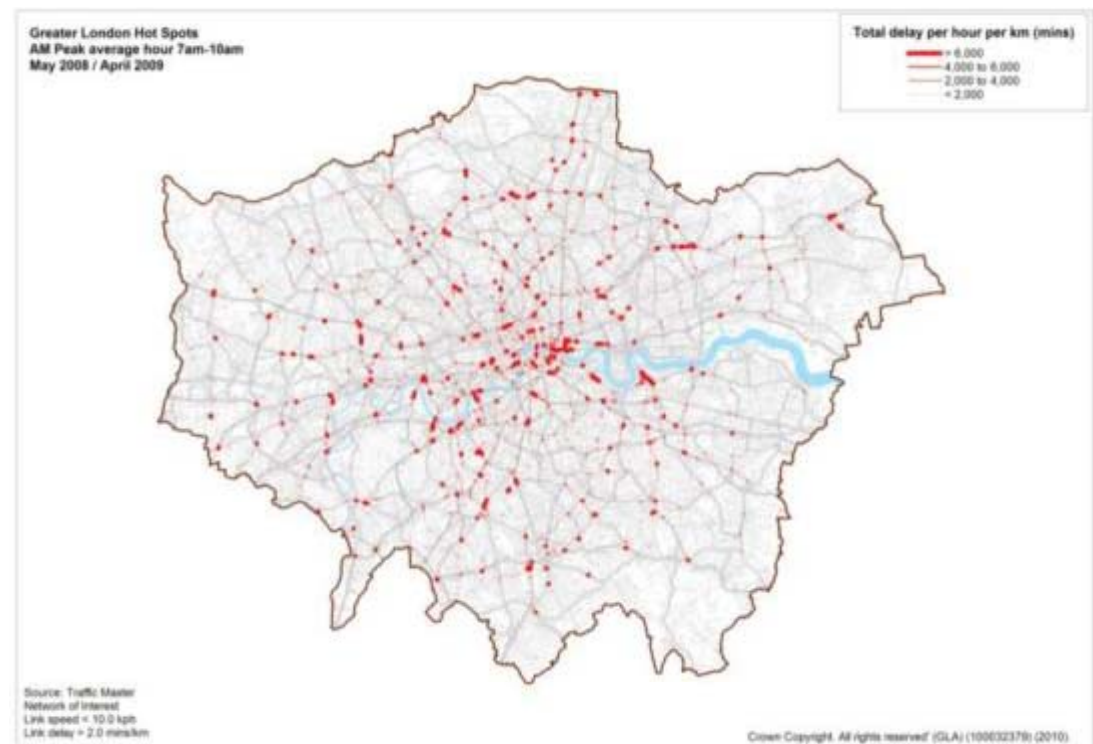 Greater London Hot Spots
AM Peak average hour 7am-10am
May 2008 / April 2009
Total delay per hour per km (mins)
> 6,000
4,000 to 6,000
2,000 to 4,000
< 2,000
Source: Traffic Master
Network of Interest
Link speed < 10.0 kph
Link delay > 2.0 mins/km
Crown Copyright. All rights reserved' (GLA) (100032379) (2010).